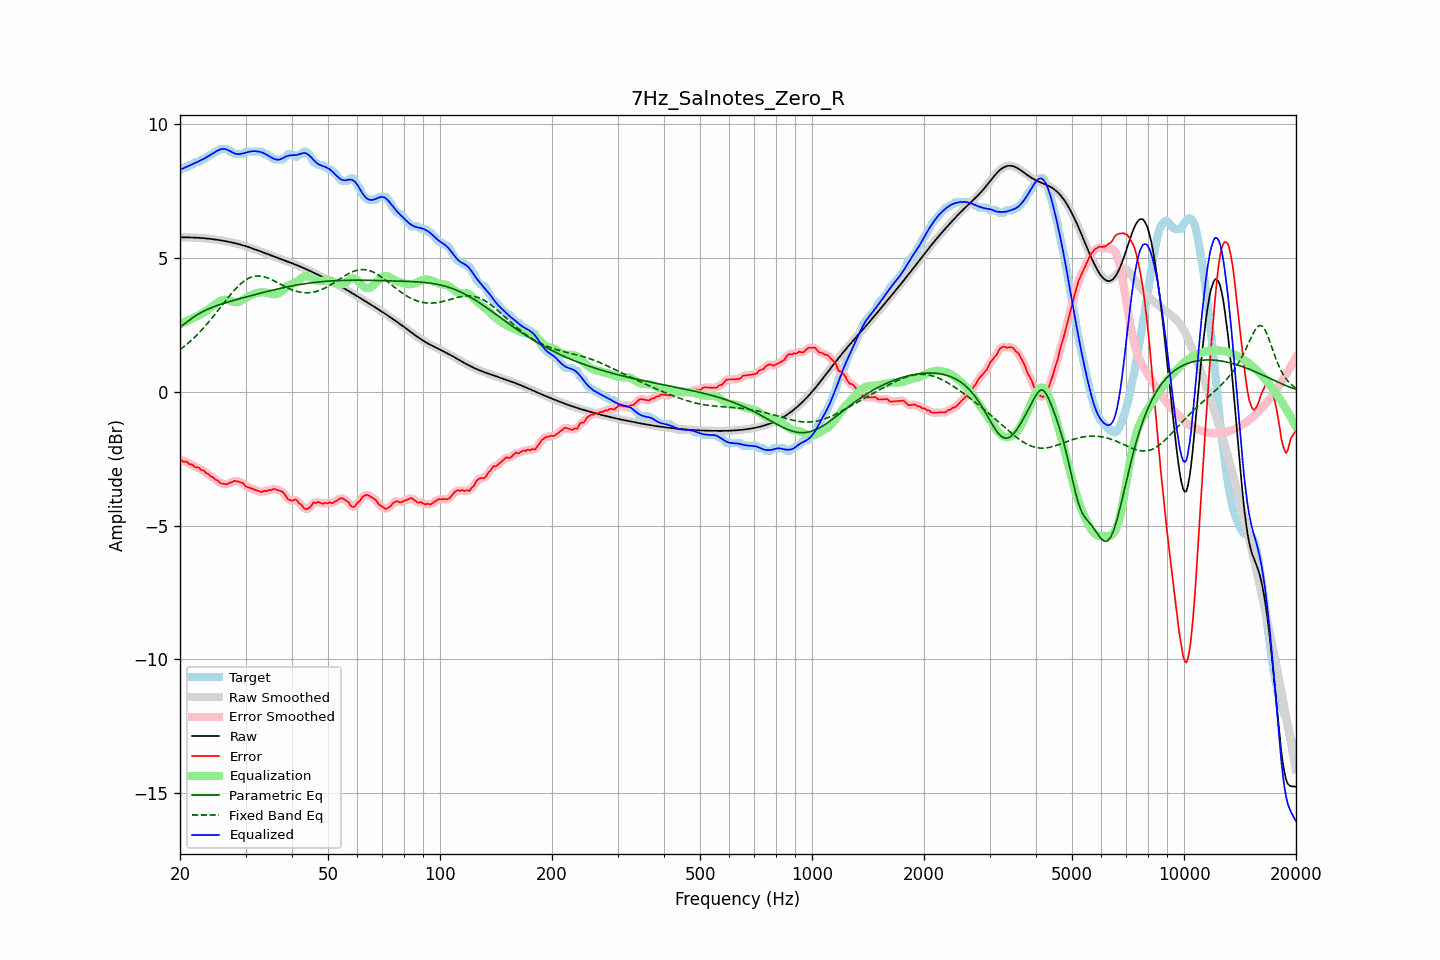 7Hz_Salnotes_Zero_R
10
5
0
−5
−10
−15
Amplitude (dBr)
Target
Raw Smoothed
Error Smoothed
Raw
Error
Equalization
Parametric Eq
Fixed Band Eq
Equalized
20 50 100 200 500 1000 2000 5000 10000 20000
Frequency (Hz)